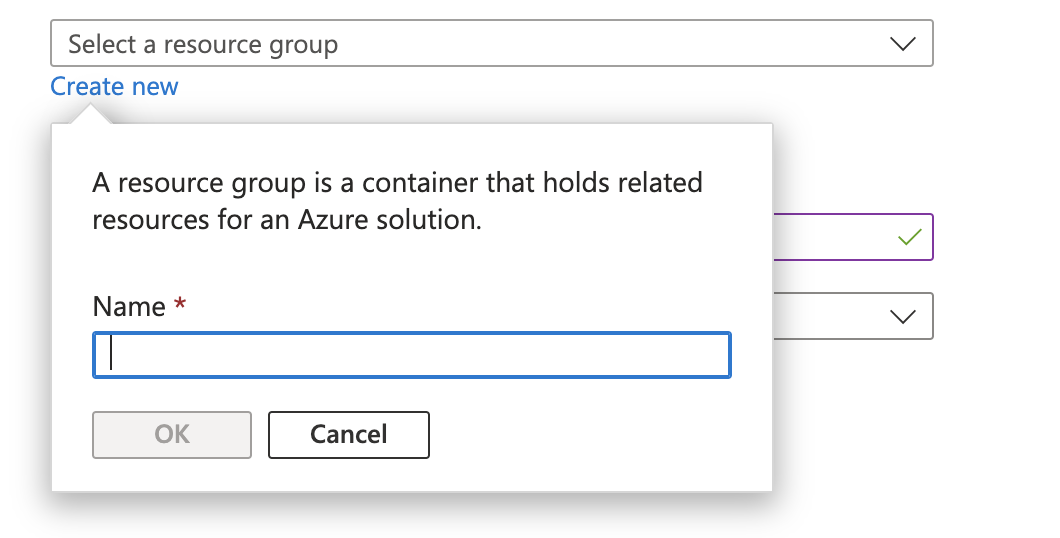 Select a resource group
Create new
A resource group is a container that holds related
resources for an Azure solution.
Name *
OK
Cancel